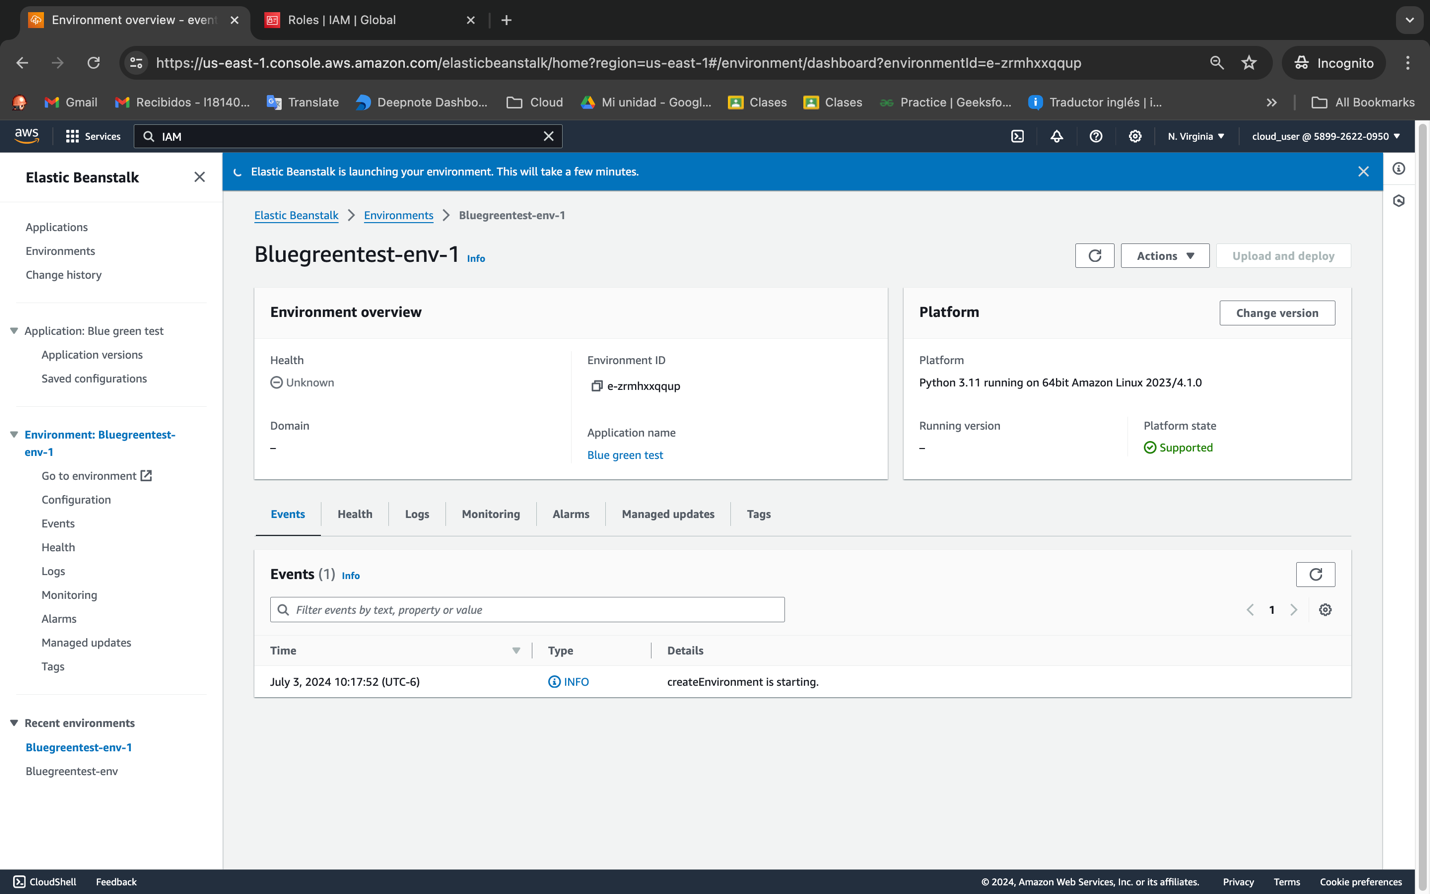 Environment overview - even
Roles | IAM | Global
https://us-east-1.console.aws.amazon.com/elasticbeanstalk/home?region=us-east-1#/environment/dashboard?environmentId=e-zrmhxxqqup
Incognito
Gmail
Recibidos - l18140...
Translate
Deepnote Dashbo...
Cloud
Mi unidad - Googl...
Clases
Clases
Practice | Geeksfo...
Traductor inglés | i...
All Bookmarks
aws
Services
IAM
N. Virginia
cloud_user @ 5899-2622-0950
Elastic Beanstalk
Applications
Environments
Change history
Application: Blue green test
Application versions
Saved configurations
Environment: Bluegreentest-
env-1
Go to environment
Configuration
Events
Health
Logs
Monitoring
Alarms
Managed updates
Tags
Recent environments
Bluegreentest-env-1
Bluegreentest-env
Elastic Beanstalk is launching your environment. This will take a few minutes.
Elastic Beanstalk
Environments
Bluegreentest-env-1
Bluegreentest-env-1 Info
Actions
Upload and deploy
Environment overview
Health
Unknown
Domain
–
Environment ID
e-zrmhxxqqup
Application name
Blue green test
Platform
Change version
Platform
Python 3.11 running on 64bit Amazon Linux 2023/4.1.0
Running version
–
Platform state
Supported
Events
Health
Logs
Monitoring
Alarms
Managed updates
Tags
Events (1) Info
Filter events by text, property or value
1
Time
Type
Details
July 3, 2024 10:17:52 (UTC-6)
INFO
createEnvironment is starting.
CloudShell
Feedback
© 2024, Amazon Web Services, Inc. or its affiliates.
Privacy
Terms
Cookie preferences